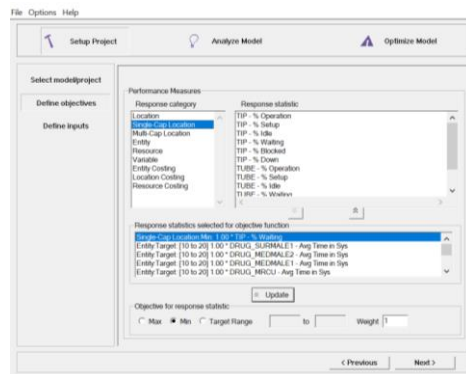 File Options Help
Setup Project
Analyze Model
Optimize Model
Select model/project
Define objectives
Define inputs
Performance Measures
Response category
Response statistic
Location
Single-Cap Location
Multi-Cap Location
Entity
Resource
Variable
Entity Costing
Location Costing
Resource Costing
TIP - % Operation
TIP - % Setup
TIP - % Idle
TIP - % Waiting
TIP - % Blocked
TIP - % Down
TUBE - % Operation
TUBE - % Setup
TUBE - % Idle
TUBE - % Waiting
Response statistics selected for objective function
Single-Cap Location:Min: 1.00 * TIP - % Waiting
Entity:Target: [10 to 20] 1.00 * DRUG_SURMALE1 - Avg Time in Sys
Entity:Target: [10 to 20] 1.00 * DRUG_MEDMALE2 - Avg Time in Sys
Entity:Target: [10 to 20] 1.00 * DRUG_MEDMALE1 - Avg Time in Sys
Entity:Target: [10 to 20] 1.00 * DRUG_MRCU - Avg Time in Sys
Update
Objective for response statistic
Max Min Target Range to Weight 1
< Previous Next >